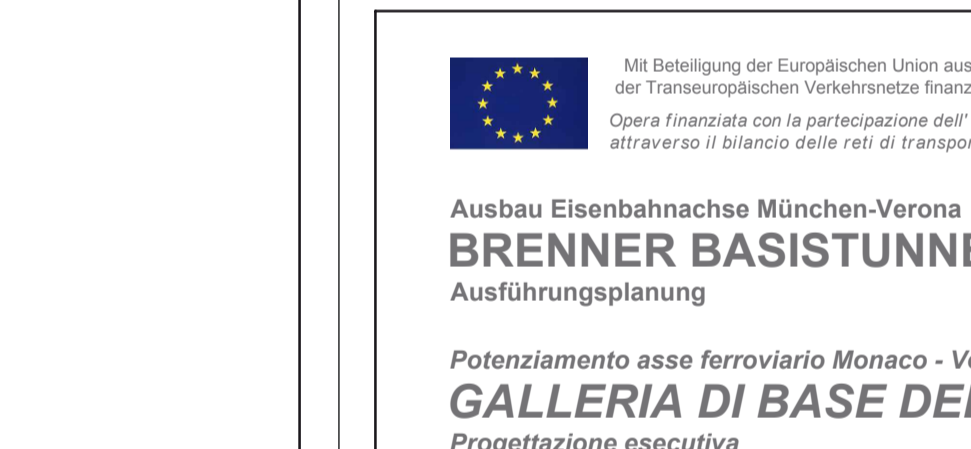 Mit Beteiligung der Europäischen Union aus
der Transeuropäischen Verkehrsnetze finanz
Opera finanziata con la partecipazione dell'
attraverso il bilancio delle reti di transpor
Ausbau Eisenbahnachse München-Verona
BRENNER BASISTUNNE
Ausführungsplanung
Potenziamento asse ferroviario Monaco - Ve
GALLERIA DI BASE DEL
Progettazione esecutiva